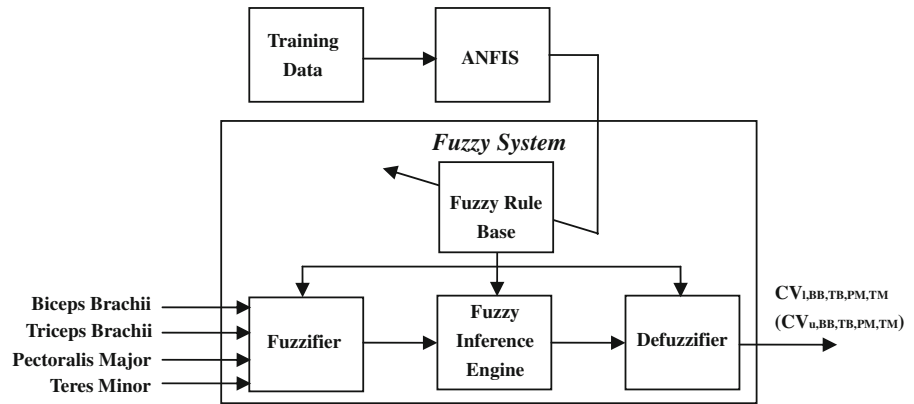 Training
Data
ANFIS
Fuzzy System
Fuzzy Rule
Base
Biceps Brachii
Triceps Brachii
Pectoralis Major
Teres Minor
Fuzzifier
Fuzzy
Inference
Engine
Defuzzifier
CVl,BB,TB,PM,TM
(CVu,BB,TB,PM,TM)